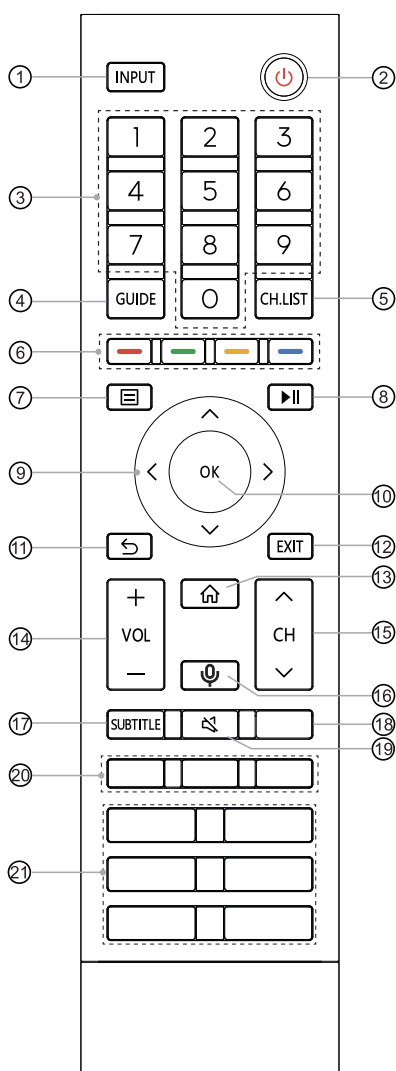 ① INPUT ②
1 2 3
③ 4 5 6
7 8 9
④ GUIDE 0 CH.LIST ⑤
⑥
⑦ ⑧
⑨ OK
⑩
⑪ EXIT ⑫
⑬
+
⑭ VOL CH ⑮
−
⑯
⑰ SUBTITLE ⑱
⑲
⑳
㉑